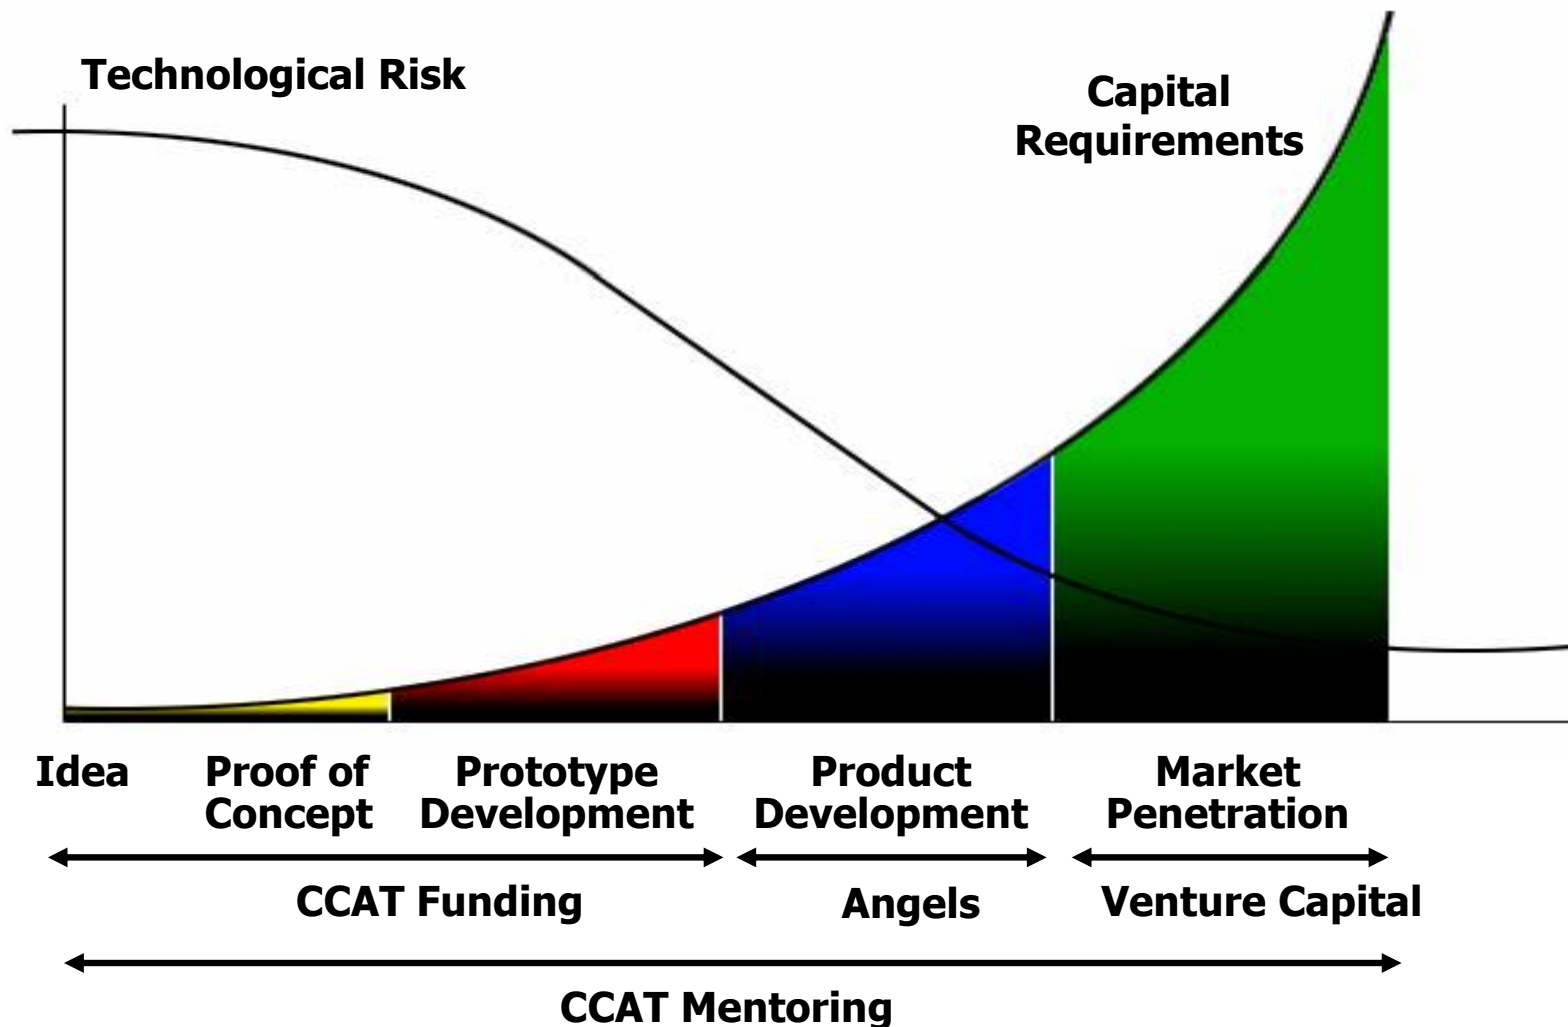 Technological Risk
Capital
Requirements
Idea
Proof of
Concept
Prototype
Development
Product
Development
Market
Penetration
CCAT Funding
Angels
Venture Capital
CCAT Mentoring